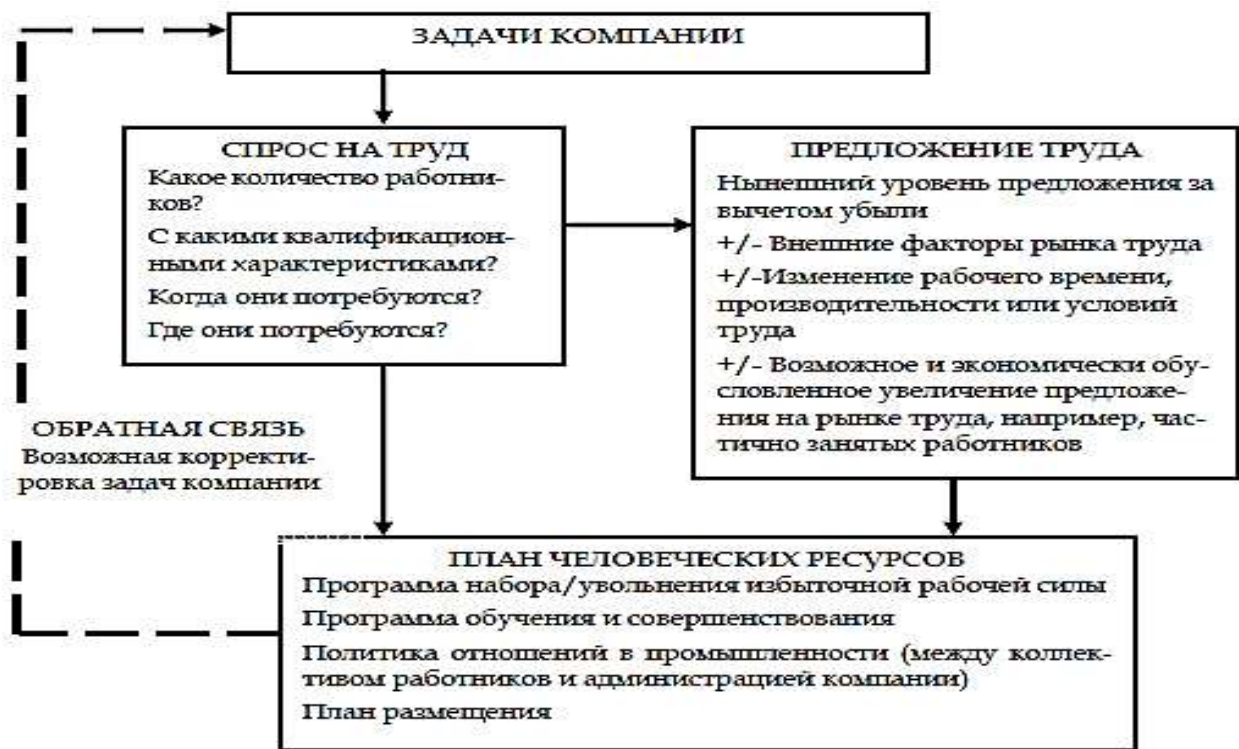 ЗАДАЧИ КОМПАНИИ
СПРОС НА ТРУД
Какое количество работни-
ков?
С какими квалификацион-
ными характеристиками?
Когда они потребуются?
Где они потребуются?
ПРЕДЛОЖЕНИЕ ТРУДА
Нынешний уровень предложения за
вычетом убыли
+/- Внешние факторы рынка труда
+/-Изменение рабочего времени,
производительности или условий
труда
+/- Возможное и экономически обу-
словленное увеличение предложе-
ния на рынке труда, например, час-
тично занятых работников
ОБРАТНАЯ СВЯЗЬ
Возможная корректи-
ровка задач компании
ПЛАН ЧЕЛОВЕЧЕСКИХ РЕСУРСОВ
Программа набора/увольнения избыточной рабочей силы
Программа обучения и совершенствования
Политика отношений в промышленности (между коллек-
тивом работников и администрацией компании)
План размещения